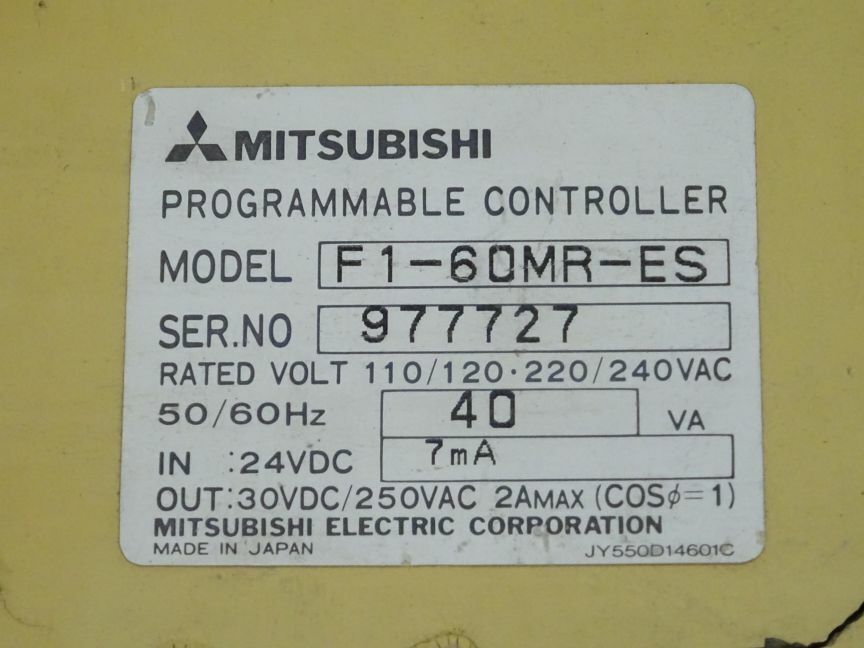 MITSUBISHI
PROGRAMMABLE CONTROLLER
MODEL F1-60MR-ES
SER.NO 977727
RATED VOLT 110/120·220/240VAC
50/60Hz 40 VA
IN :24VDC 7mA
OUT:30VDC/250VAC 2AMAX (COSφ=1)
MITSUBISHI ELECTRIC CORPORATION
MADE IN JAPAN JY550D14601C